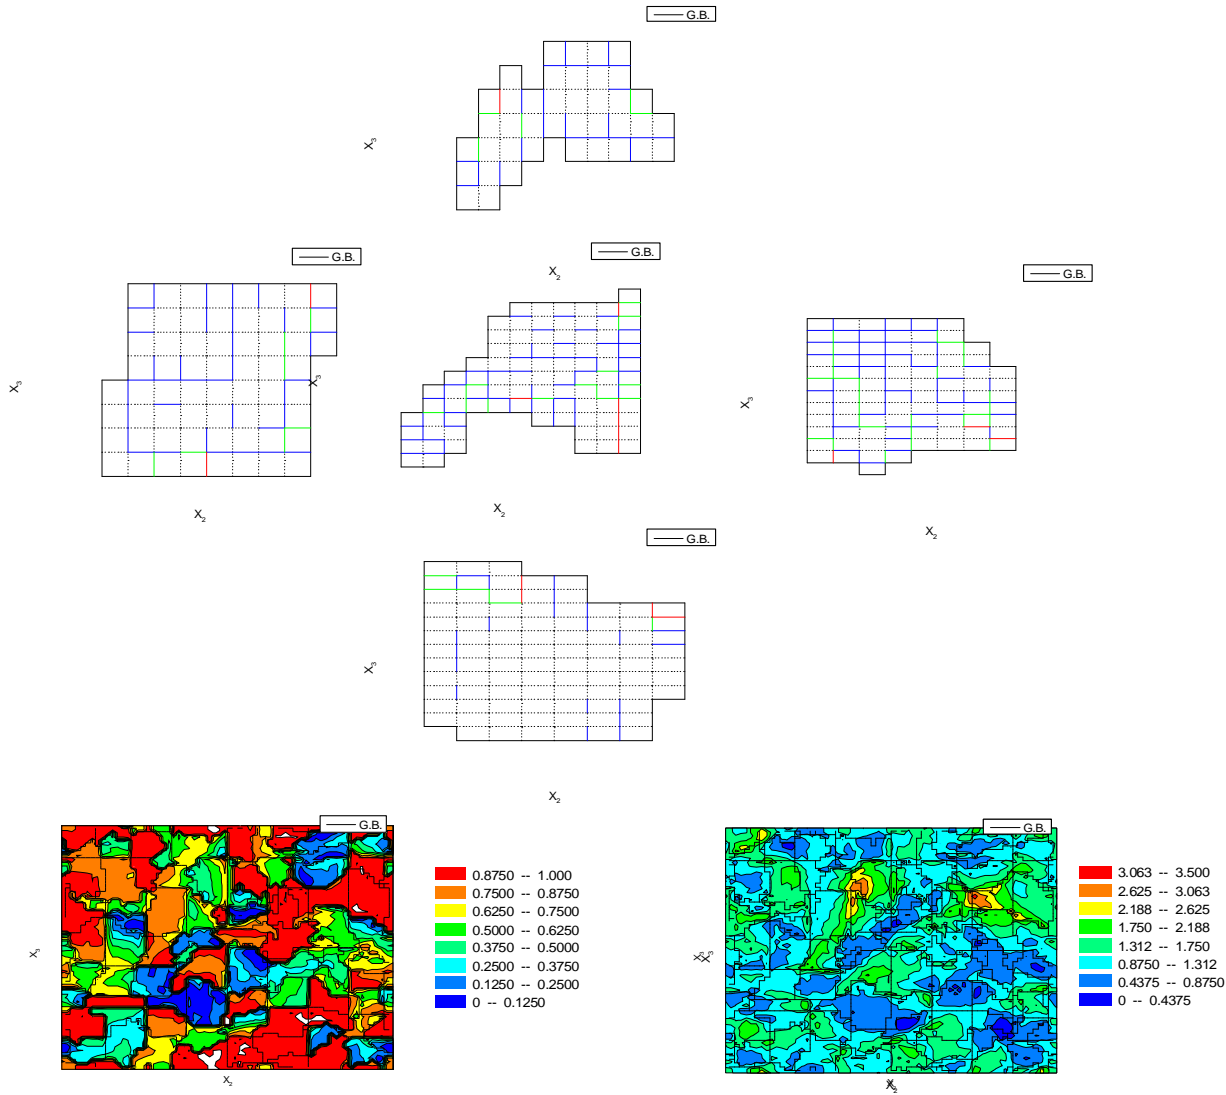 G.B.
X3
G.B.
G.B.
X2
G.B.
X3
X3
X3
X2
X2
X2
G.B.
X3
X2
G.B.
G.B.
0.8750 -- 1.000
0.7500 -- 0.8750
0.6250 -- 0.7500
0.5000 -- 0.6250
0.3750 -- 0.5000
0.2500 -- 0.3750
0.1250 -- 0.2500
0 -- 0.1250
X3
X2
3.063 -- 3.500
2.625 -- 3.063
2.188 -- 2.625
1.750 -- 2.188
1.312 -- 1.750
0.8750 -- 1.312
0.4375 -- 0.8750
0 -- 0.4375
X3
X3
X2